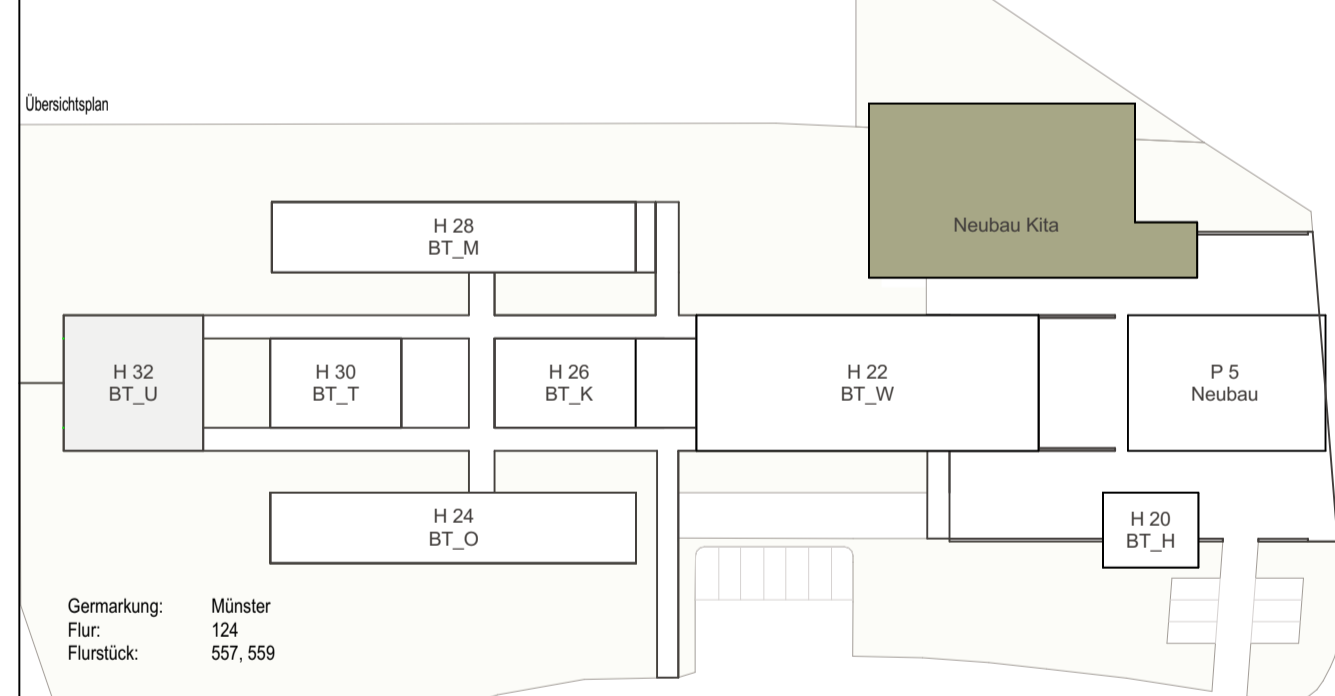 Übersichtsplan
Neubau Kita
H 28
BT_M
H 32
BT_U
H 30
BT_T
H 26
BT_K
H 22
BT_W
P 5
Neubau
H 24
BT_O
H 20
BT_H
Germarkung: Münster
Flur: 124
Flurstück: 557, 559